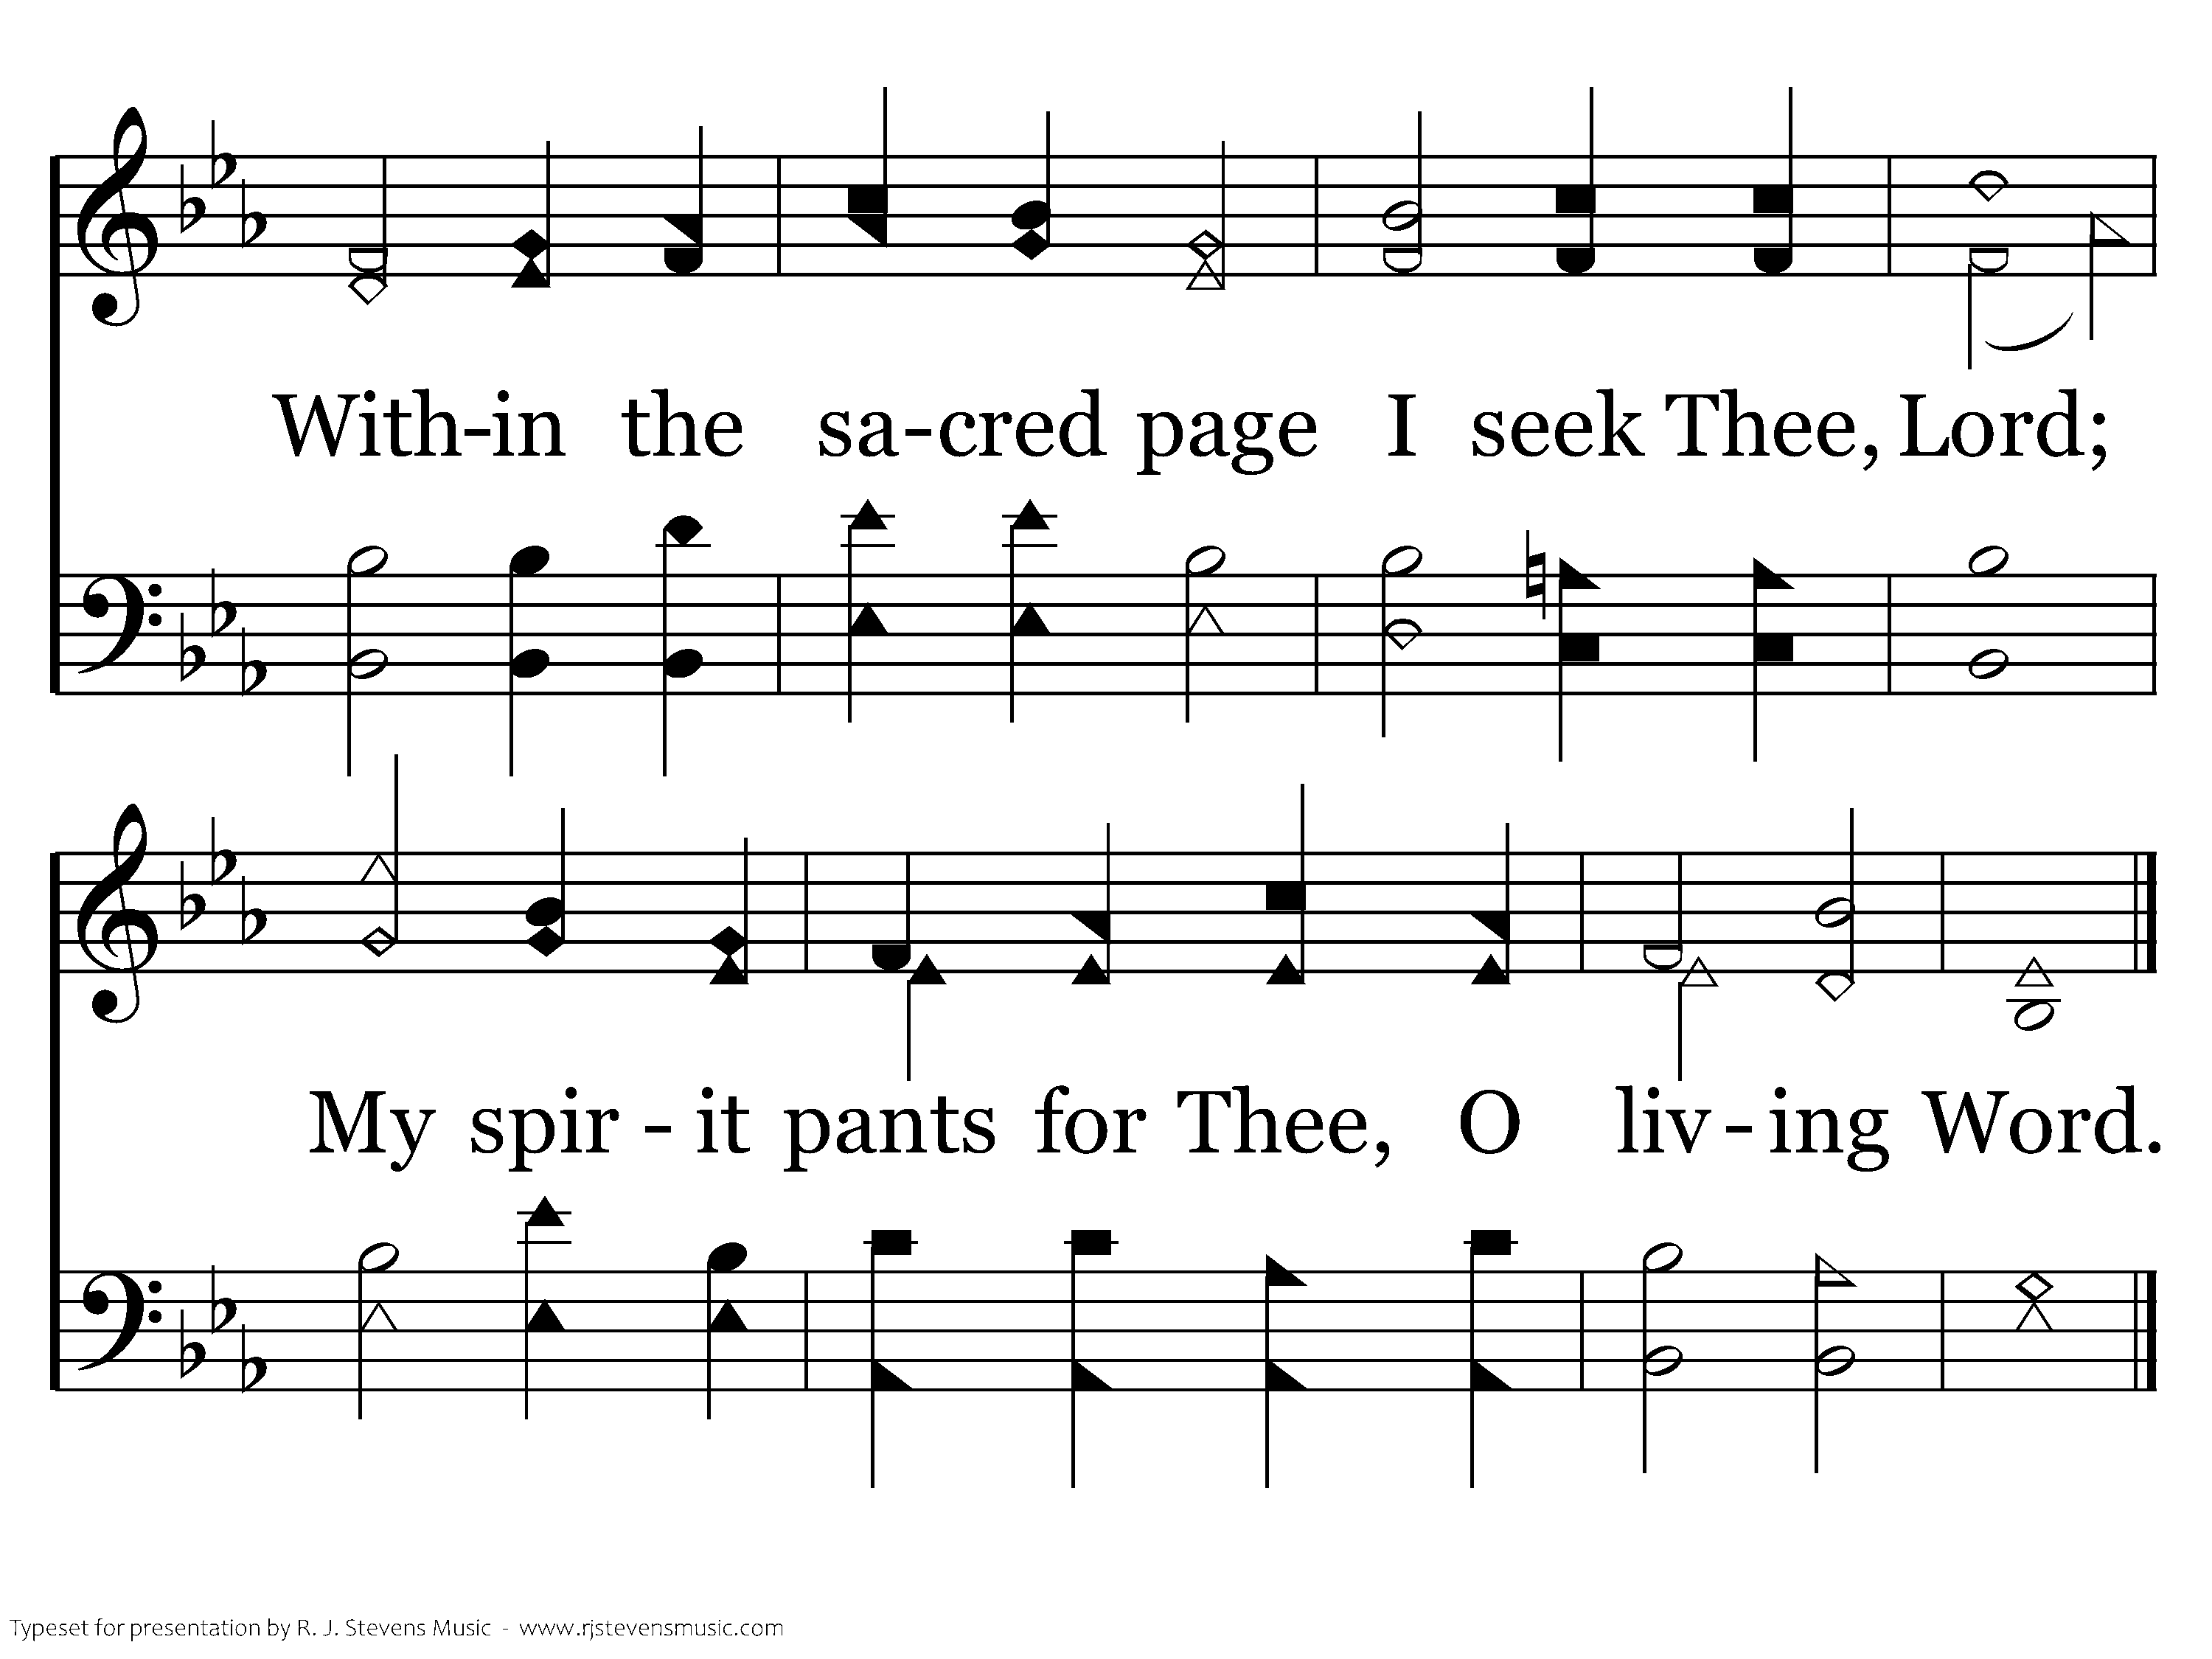 With-in the sa-cred page I seek Thee, Lord;
My spir - it pants for Thee, O liv - ing Word.
Typeset for presentation by R. J. Stevens Music - www.rjstevensmusic.com